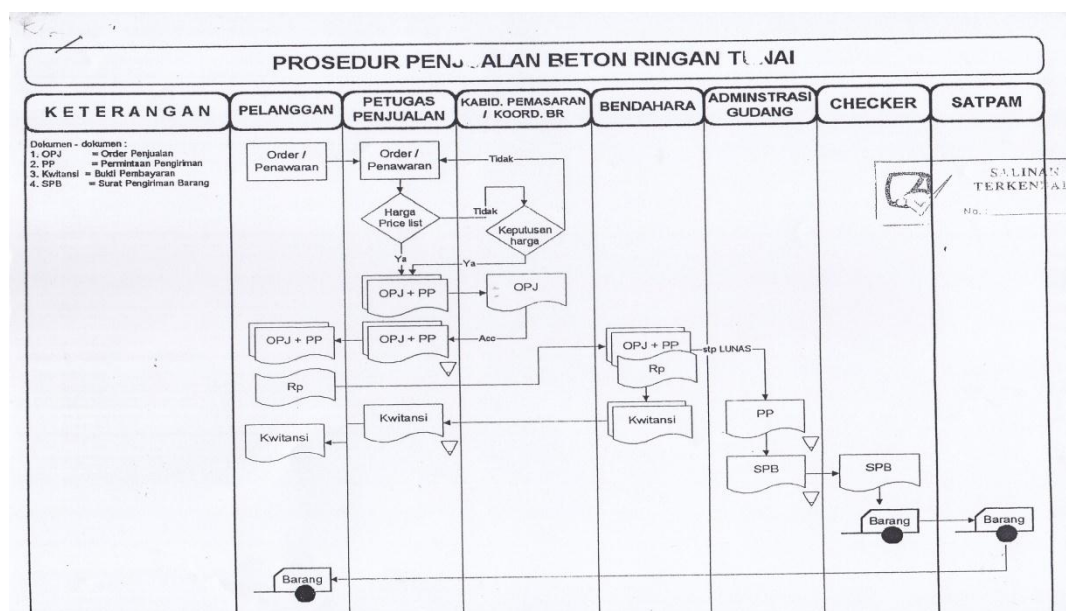 PROSEDUR PENJUALAN BETON RINGAN TUNAI
KETERANGAN
PELANGGAN
PETUGAS
PENJUALAN
KABID. PEMASARAN
/ KOORD. BR
BENDAHARA
ADMINSTRASI
GUDANG
CHECKER
SATPAM
Dokumen - dokumen :
1. OPJ = Order Penjualan
2. PP = Permintaan Pengiriman
3. Kwitansi = Bukti Pembayaran
4. SPB = Surat Pengiriman Barang
Order /
Penawaran
Order /
Penawaran
Tidak
SALINAN
TERKENDAL
No. :
Harga
Price list
Tidak
Keputusan
harga
Ya
Ya
OPJ + PP
OPJ
OPJ + PP
OPJ + PP
Acc
OPJ + PP
stp LUNAS
Rp
Rp
Kwitansi
Kwitansi
Kwitansi
PP
SPB
SPB
Barang
Barang
Barang